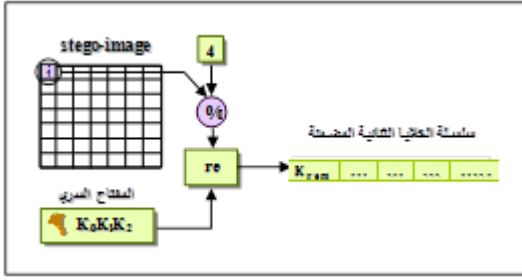 stego-image
4
i
%
سلسلة الخلايا الثنائية المضمنة
re
K r e m ... ... ... .....
المفتاح السري
K₀K₁K₂